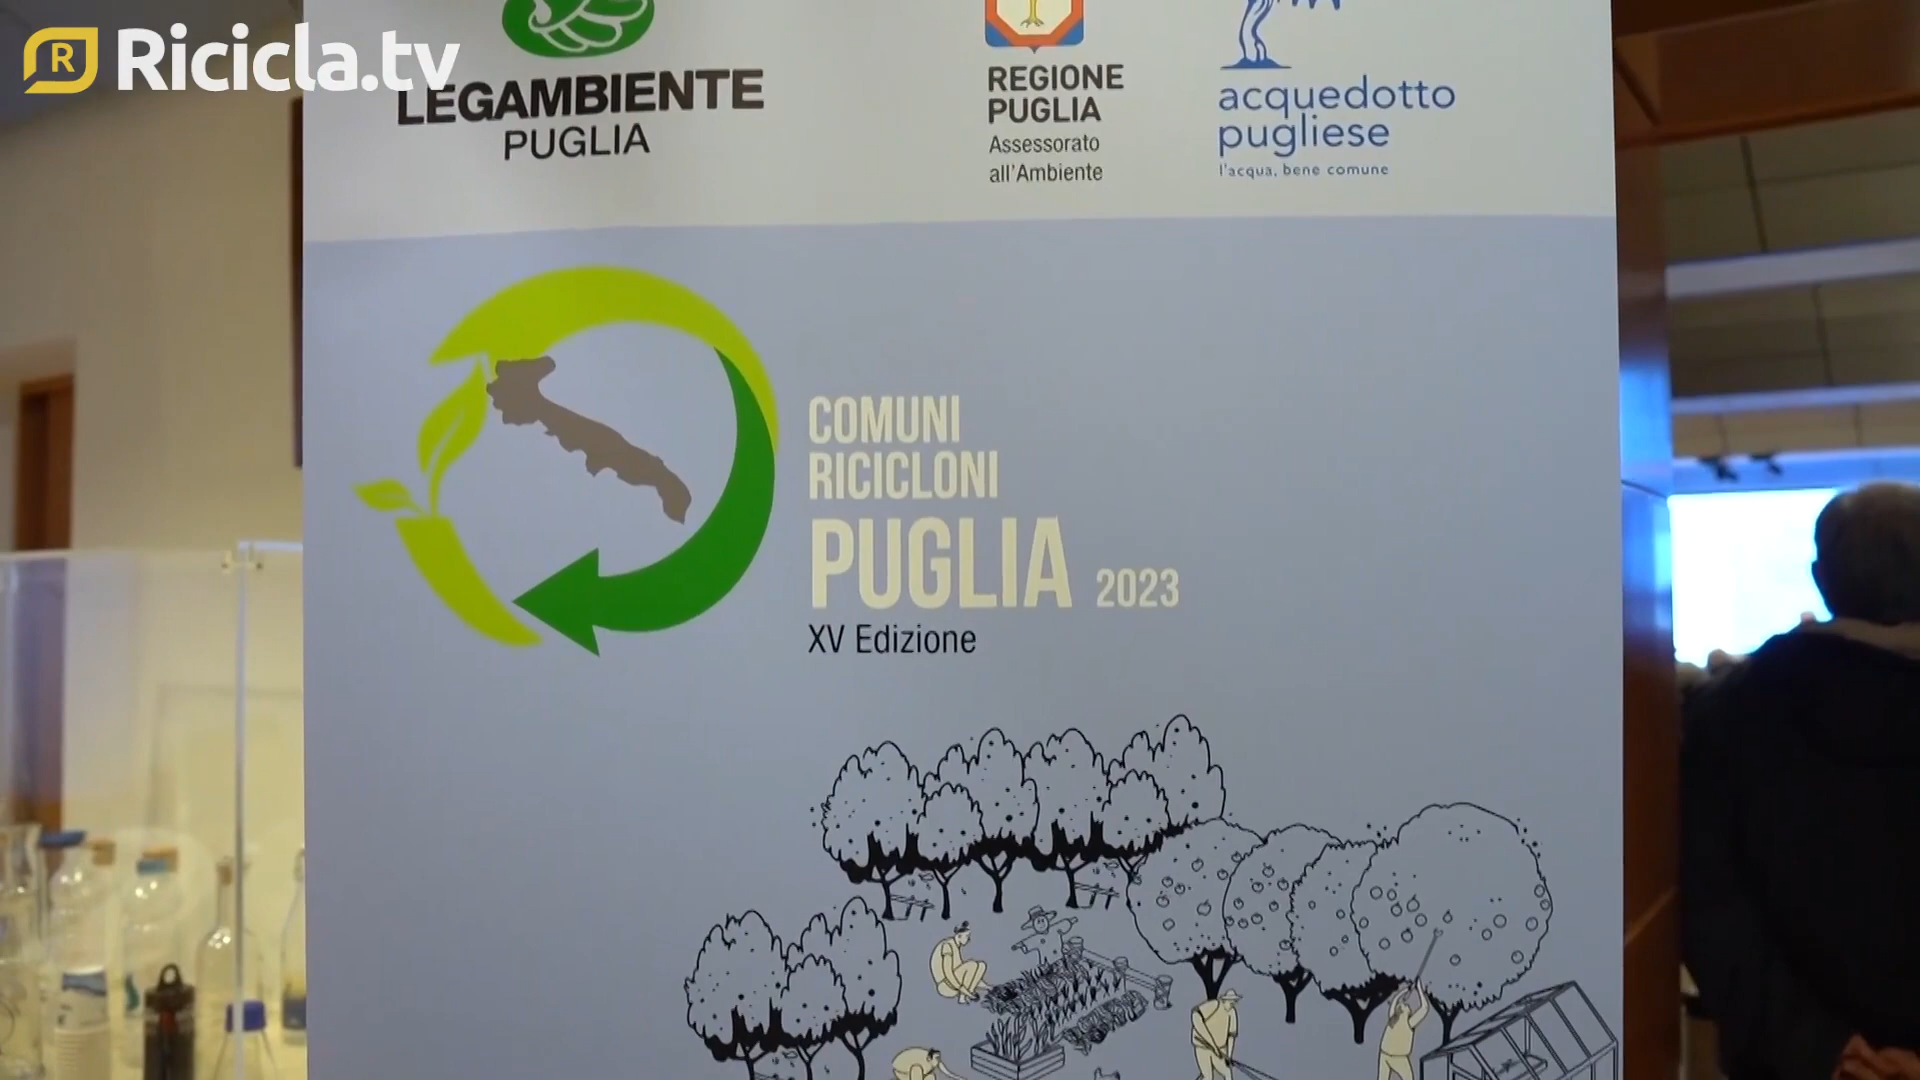 R Ricicla.tv
LEGAMBIENTE
PUGLIA
REGIONE
PUGLIA
Assessorato
all'Ambiente
acquedotto
pugliese
l'acqua, bene comune
COMUNI
RICICLONI
PUGLIA 2023
XV Edizione